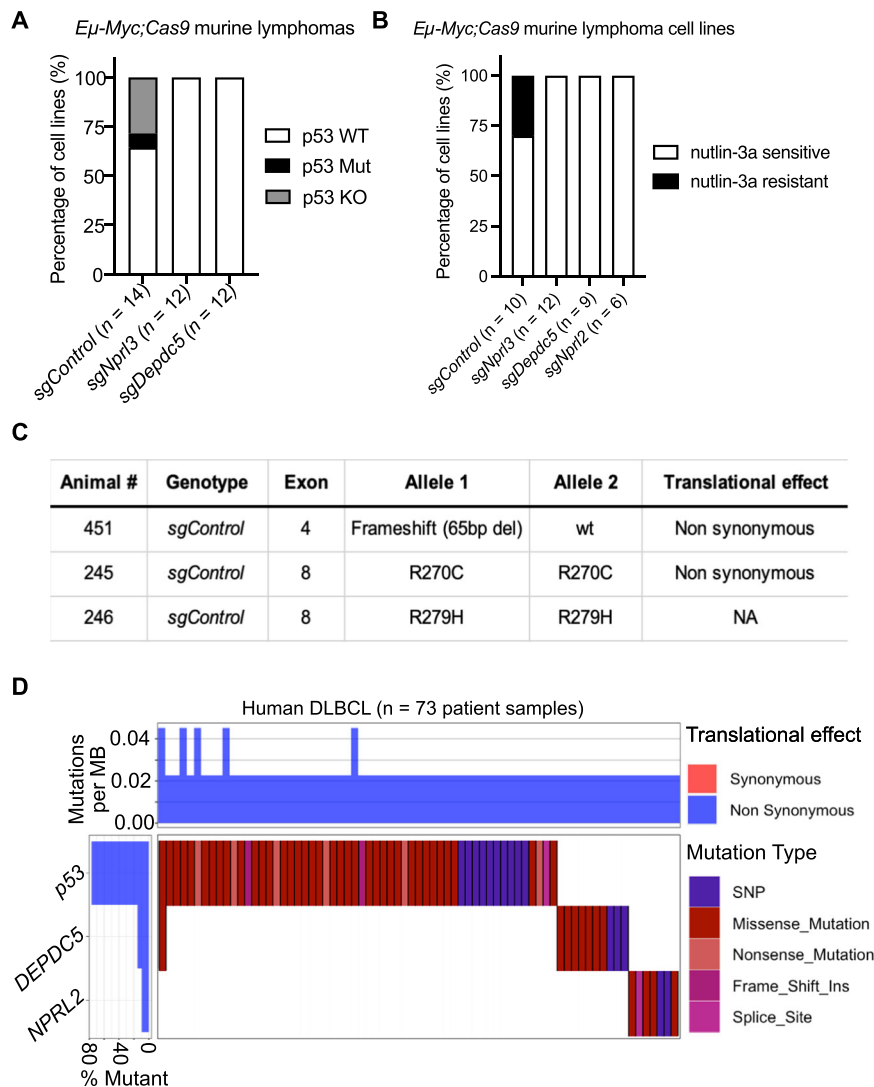 A
Eμ-Myc;Cas9 murine lymphomas
Percentage of cell lines (%)
100
75
50
25
0
sgControl (n = 14)
sgNprl3 (n = 12)
sgDepdc5 (n = 12)
p53 WT
p53 Mut
p53 KO
B
Eμ-Myc;Cas9 murine lymphoma cell lines
Percentage of cell lines (%)
100
75
50
25
0
sgControl (n = 10)
sgNprl3 (n = 12)
sgDepdc5 (n = 9)
sgNprl2 (n = 6)
nutlin-3a sensitive
nutlin-3a resistant
C
Animal # Genotype Exon Allele 1 Allele 2 Translational effect
451 sgControl 4 Frameshift (65bp del) wt Non synonymous
245 sgControl 8 R270C R270C Non synonymous
246 sgControl 8 R279H R279H NA
D
Human DLBCL (n = 73 patient samples)
Mutations
per MB
0.04
0.02
0.00
Translational effect
Synonymous
Non Synonymous
p53
DEPDC5
NPRL2
80 40 0
% Mutant
Mutation Type
SNP
Missense_Mutation
Nonsense_Mutation
Frame_Shift_Ins
Splice_Site